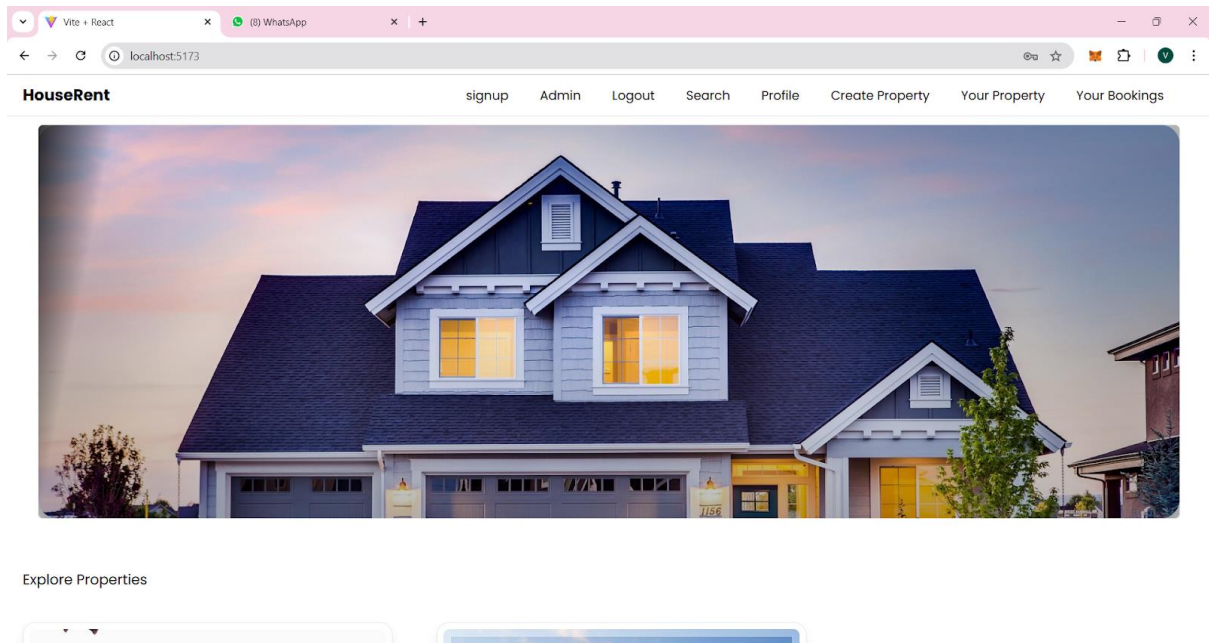 Vite + React
(8) WhatsApp
localhost:5173
V
HouseRent signup Admin Logout Search Profile Create Property Your Property Your Bookings
1156
Explore Properties